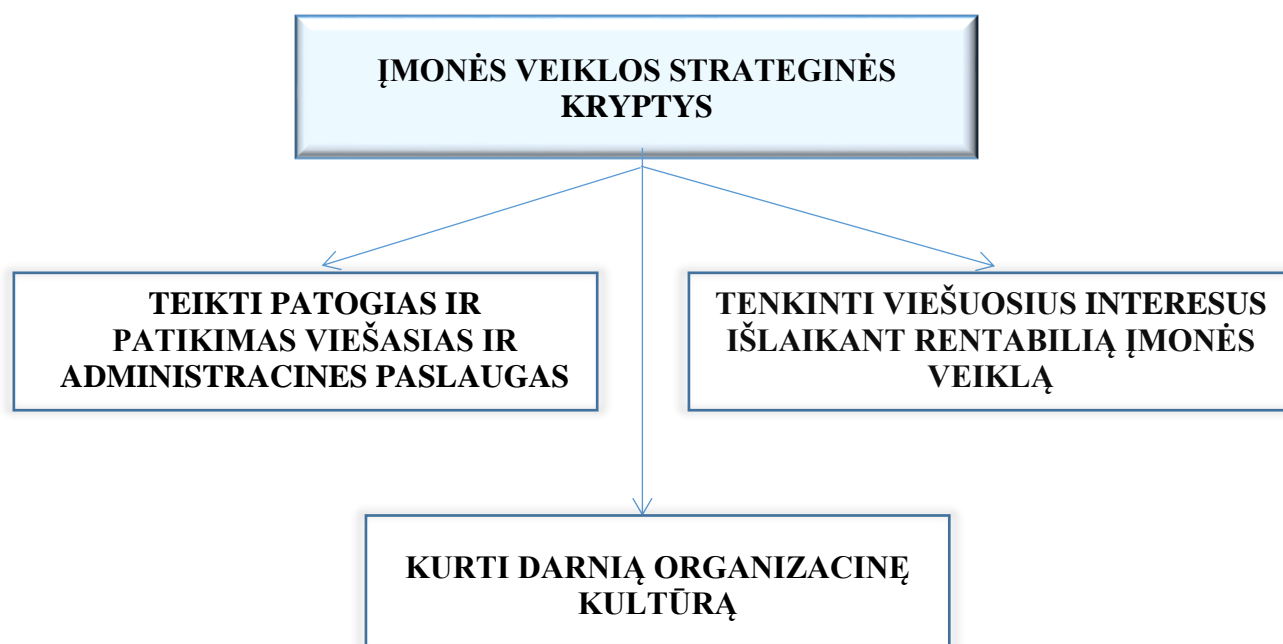 ĮMONĖS VEIKLOS STRATEGINĖS
KRYPTYS
TEIKTI PATOGIAS IR
PATIKIMAS VIEŠASIAS IR
ADMINISTRACINES PASLAUGAS
TENKINTI VIEŠUOSIUS INTERESUS
IŠLAIKANT RENTABILIĄ ĮMONĖS
VEIKLĄ
KURTI DARNIĄ ORGANIZACINĘ
KULTŪRĄ